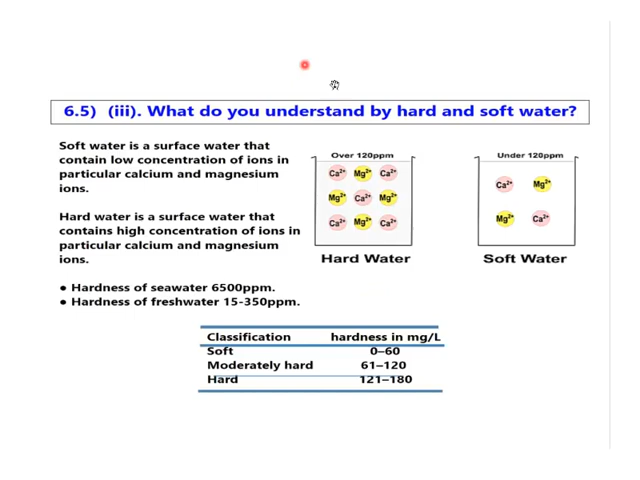 6.5) (iii). What do you understand by hard and soft water?
Soft water is a surface water that
contain low concentration of ions in
particular calcium and magnesium
ions.
Hard water is a surface water that
contains high concentration of ions in
particular calcium and magnesium
ions.
● Hardness of seawater 6500ppm.
● Hardness of freshwater 15-350ppm.
Over 120ppm
Ca²⁺ Mg²⁺ Ca²⁺
Mg²⁺ Ca²⁺ Mg²⁺
Ca²⁺ Mg²⁺ Ca²⁺
Hard Water
Under 120ppm
Ca²⁺ Mg²⁺
Mg²⁺ Ca²⁺
Soft Water
Classification hardness in mg/L
Soft 0–60
Moderately hard 61–120
Hard 121–180